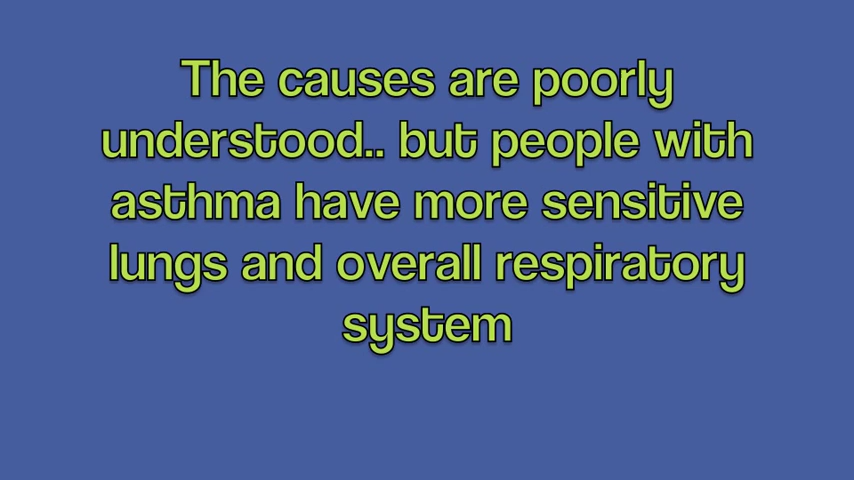 The causes are poorly
understood.. but people with
asthma have more sensitive
lungs and overall respiratory
system